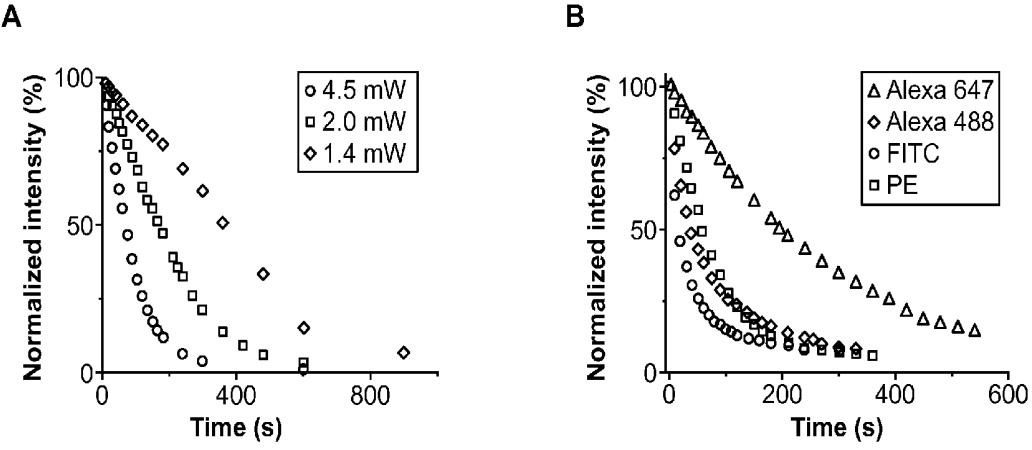 A
Normalized intensity (%)
100
50
0
0
400
800
Time (s)
4.5 mW
2.0 mW
1.4 mW
B
Normalized intensity (%)
100
50
0
0
200
400
600
Time (s)
Alexa 647
Alexa 488
FITC
PE